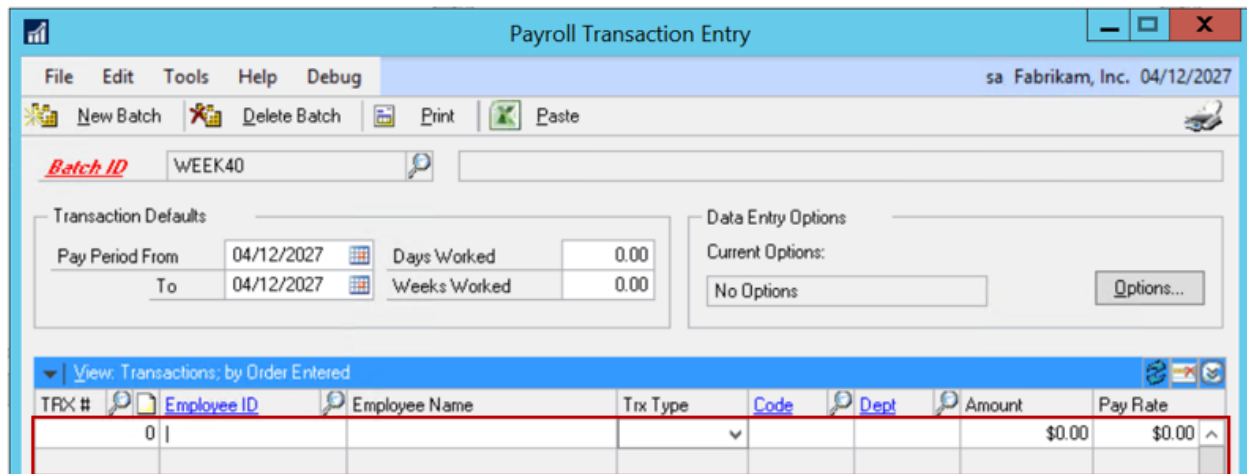 Payroll Transaction Entry
File Edit Tools Help Debug sa Fabrikam, Inc. 04/12/2027
New Batch Delete Batch Print Paste
Batch ID WEEK40
Transaction Defaults Data Entry Options
Pay Period From 04/12/2027 Days Worked 0.00 Current Options:
To 04/12/2027 Weeks Worked 0.00 No Options Options...
View: Transactions; by Order Entered
TRX # Employee ID Employee Name Trx Type Code Dept Amount Pay Rate
0 $0.00 $0.00